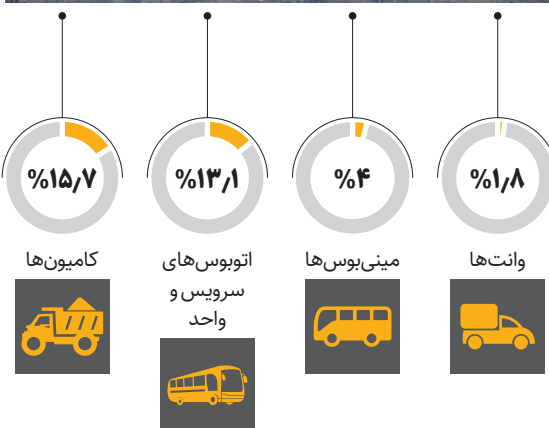 %۱/۸
وانت‌ها
%۴
مینی‌بوس‌ها
%۱۳/۱
اتوبوس‌های
سرویس و
واحد
%۱۵/۷
کامیون‌ها